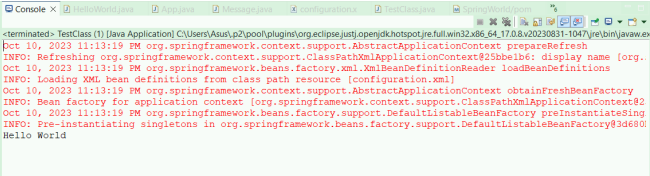 Console HelloWorld.java App.java Message.java configuration.x TestClass.java SpringWorld/pom
<terminated> TestClass (1) [Java Application] C:\Users\Asus\.p2\pool\plugins\org.eclipse.justj.openjdk.hotspot.jre.full.win32.x86_64_17.0.8.v20230831-1047\jre\bin\javaw.ex
Oct 10, 2023 11:13:19 PM org.springframework.context.support.AbstractApplicationContext prepareRefresh
INFO: Refreshing org.springframework.context.support.ClassPathXmlApplicationContext@25bbe1b6: display name [org.
Oct 10, 2023 11:13:19 PM org.springframework.beans.factory.xml.XmlBeanDefinitionReader loadBeanDefinitions
INFO: Loading XML bean definitions from class path resource [configuration.xml]
Oct 10, 2023 11:13:19 PM org.springframework.context.support.AbstractApplicationContext obtainFreshBeanFactory
INFO: Bean factory for application context [org.springframework.context.support.ClassPathXmlApplicationContext@2
Oct 10, 2023 11:13:19 PM org.springframework.beans.factory.support.DefaultListableBeanFactory preInstantiateSing
INFO: Pre-instantiating singletons in org.springframework.beans.factory.support.DefaultListableBeanFactory@3d680
Hello World